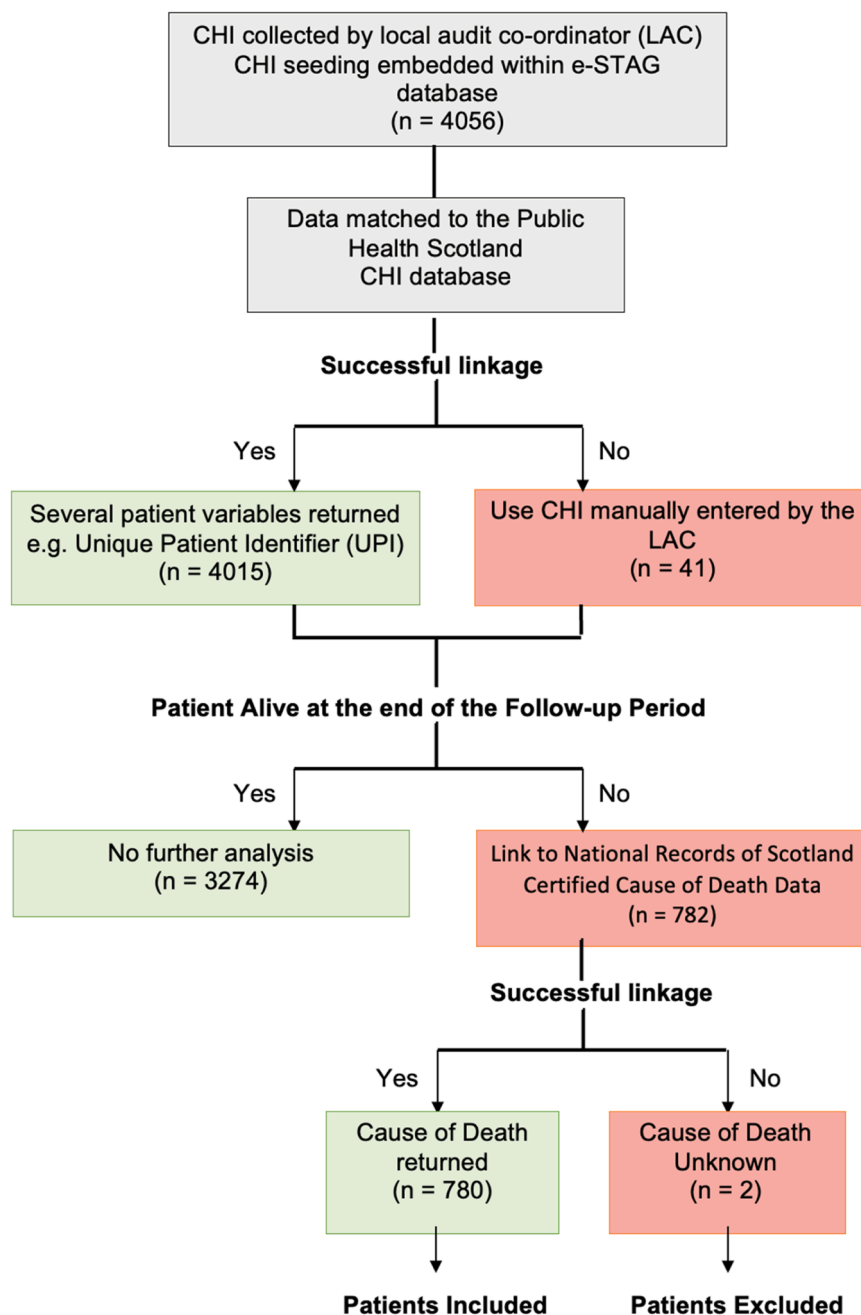 CHI collected by local audit co-ordinator (LAC)
CHI seeding embedded within e-STAG
database
(n = 4056)
Data matched to the Public
Health Scotland
CHI database
Successful linkage
Yes
No
Several patient variables returned
e.g. Unique Patient Identifier (UPI)
(n = 4015)
Use CHI manually entered by the
LAC
(n = 41)
Patient Alive at the end of the Follow-up Period
Yes
No
No further analysis
(n = 3274)
Link to National Records of Scotland
Certified Cause of Death Data
(n = 782)
Successful linkage
Yes
No
Cause of Death
returned
(n = 780)
Cause of Death
Unknown
(n = 2)
Patients Included
Patients Excluded